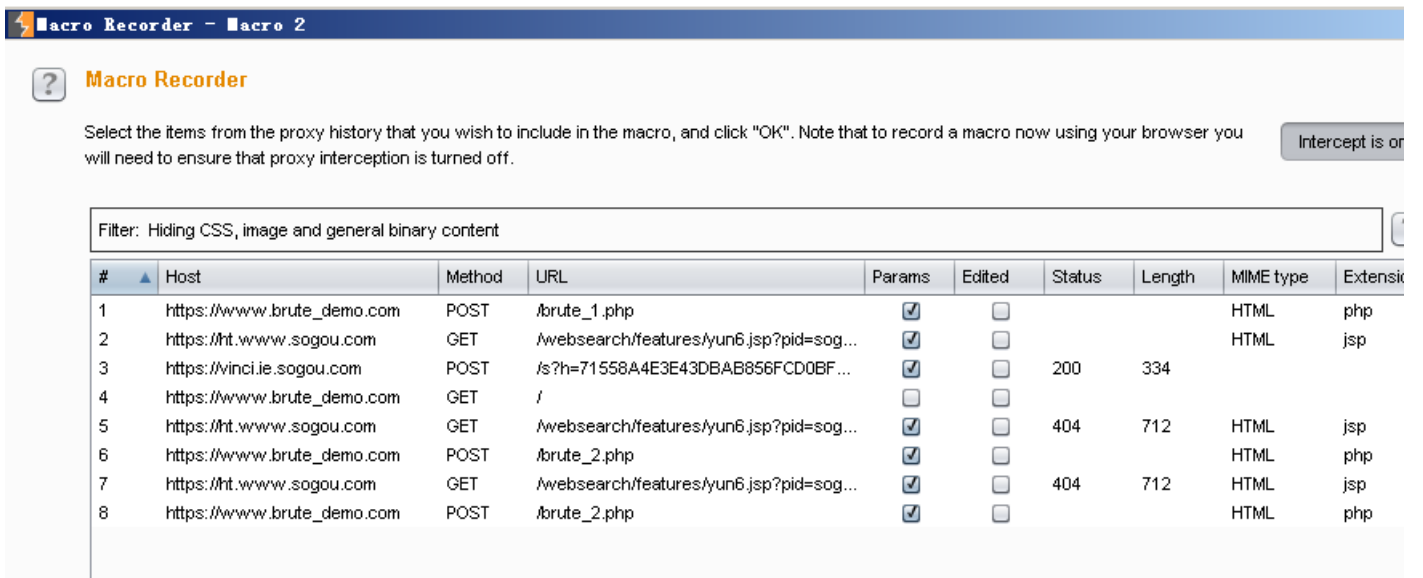 Macro Recorder - Macro 2
?
Macro Recorder
Select the items from the proxy history that you wish to include in the macro, and click "OK". Note that to record a macro now using your browser you
will need to ensure that proxy interception is turned off.
Intercept is on
Filter: Hiding CSS, image and general binary content
# Host Method URL Params Edited Status Length MIME type Extensio
1 https://www.brute_demo.com POST /brute_1.php HTML php
2 https://ht.www.sogou.com GET /websearch/features/yun6.jsp?pid=sog... HTML jsp
3 https://vinci.ie.sogou.com POST /s?h=71558A4E3E43DBAB856FCD0BF... 200 334
4 https://www.brute_demo.com GET /
5 https://ht.www.sogou.com GET /websearch/features/yun6.jsp?pid=sog... 404 712 HTML jsp
6 https://www.brute_demo.com POST /brute_2.php HTML php
7 https://ht.www.sogou.com GET /websearch/features/yun6.jsp?pid=sog... 404 712 HTML jsp
8 https://www.brute_demo.com POST /brute_2.php HTML php